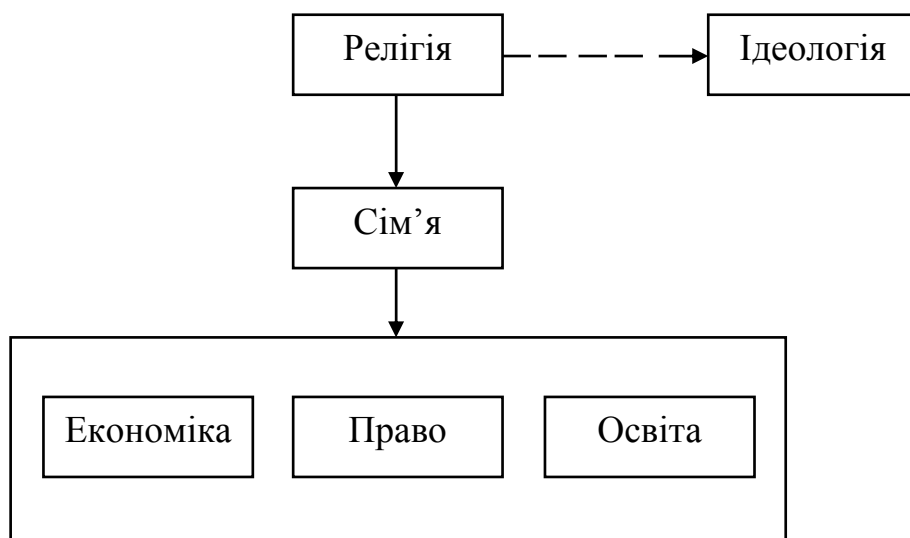 Релігія
Ідеологія
Сім’я
Економіка
Право
Освіта